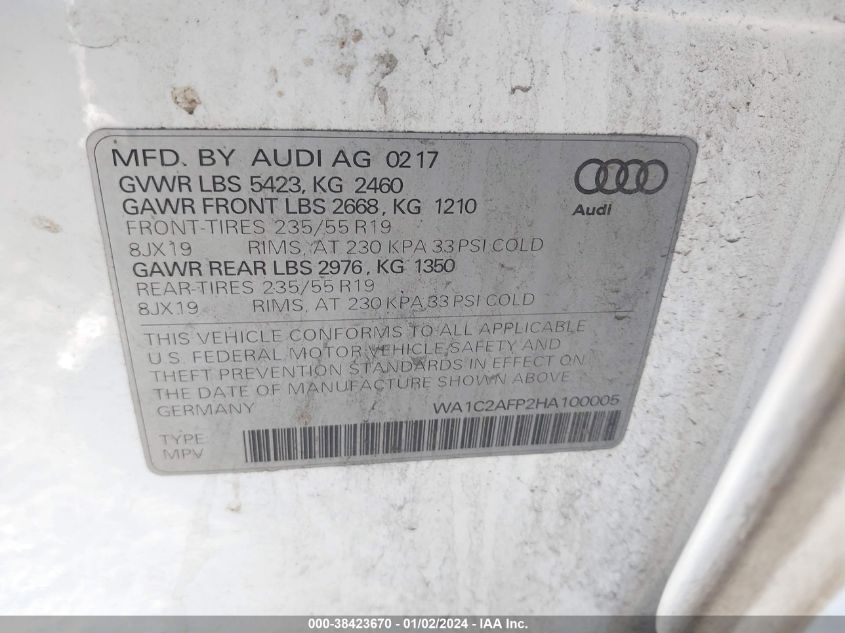 MFD. BY AUDI AG 02 17
GVWR LBS 5423, KG 2460
GAWR FRONT LBS 2668, KG 1210
FRONT-TIRES 235/55 R19
8JX19 RIMS, AT 230 KPA 33 PSI COLD
GAWR REAR LBS 2976, KG 1350
REAR-TIRES 235/55 R19
8JX19 RIMS, AT 230 KPA 33 PSI COLD
Audi
THIS VEHICLE CONFORMS TO ALL APPLICABLE
U.S. FEDERAL MOTOR VEHICLE SAFETY AND
THEFT PREVENTION STANDARDS IN EFFECT ON
THE DATE OF MANUFACTURE SHOWN ABOVE.
GERMANY WA1C2AFP2HA100005
TYPE
MPV
000-38423670 - 01/02/2024 - IAA Inc.